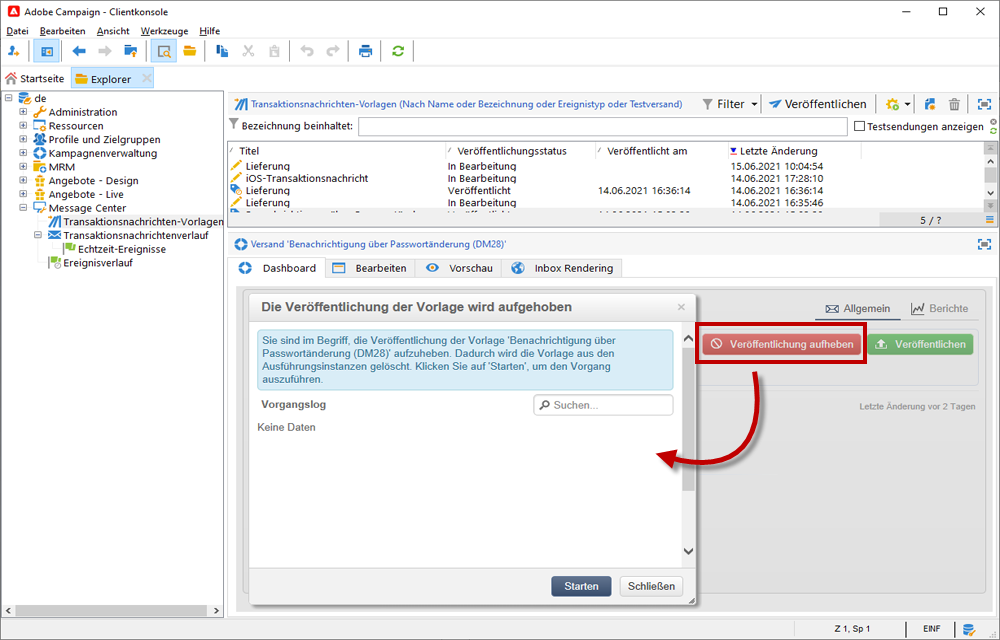 Adobe Campaign - Clientkonsole
Datei Bearbeiten Ansicht Werkzeuge Hilfe
Startseite Explorer
de
Administration
Ressourcen
Profile und Zielgruppen
Kampagnenverwaltung
MRM
Angebote - Design
Angebote - Live
Message Center
Transaktionsnachrichten-Vorlagen
Transaktionsnachrichtenverlauf
Echtzeit-Ereignisse
Ereignisverlauf
Transaktionsnachrichten-Vorlagen (Nach Name oder Bezeichnung oder Ereignistyp oder Testversand) Filter Veröffentlichen
Bezeichnung beinhaltet: Testsendungen anzeigen
Titel Veröffentlichungsstatus Veröffentlicht am Letzte Änderung
Lieferung In Bearbeitung 15.06.2021 10:04:54
iOS-Transaktionsnachricht In Bearbeitung 14.06.2021 17:28:10
Lieferung Veröffentlicht 14.06.2021 16:36:14 14.06.2021 16:36:14
Lieferung In Bearbeitung 14.06.2021 16:35:46
5 / ?
Versand 'Benachrichtigung über Passwortänderung (DM28)'
Dashboard Bearbeiten Vorschau Inbox Rendering
Allgemein Berichte
Veröffentlichung aufheben Veröffentlichen
Letzte Änderung vor 2 Tagen
Die Veröffentlichung der Vorlage wird aufgehoben
Sie sind im Begriff, die Veröffentlichung der Vorlage 'Benachrichtigung über
Passwortänderung (DM28)' aufzuheben. Dadurch wird die Vorlage aus den
Ausführungsinstanzen gelöscht. Klicken Sie auf 'Starten', um den Vorgang
auszuführen.
Vorgangslog Suchen...
Keine Daten
Starten Schließen
Z 1, Sp 1 EINF